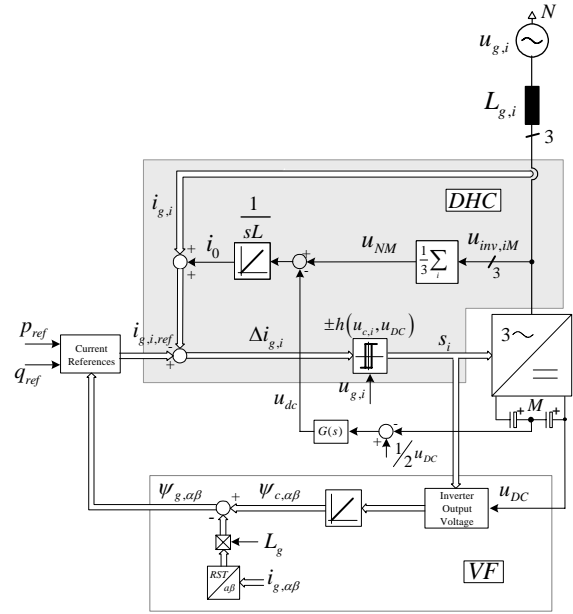 N
u_{g,i}
L_{g,i}
3
DHC
i_{g,i}
1/sL
i_0
+
+
u_{NM}
+
-
1/3 ∑_i
u_{inv,iM}
3
±h(u_{c,i}, u_{DC})
p_{ref}
q_{ref}
Current
References
i_{g,i,ref}
-
+
Δi_{g,i}
s_i
3~
u_{g,i}
u_{dc}
G(s)
-
+
1/2 u_{DC}
+
M
+
ψ_{g,αβ}
+
-
ψ_{c,αβ}
Inverter
Output
Voltage
u_{DC}
L_g
RST
aβ
i_{g,αβ}
VF